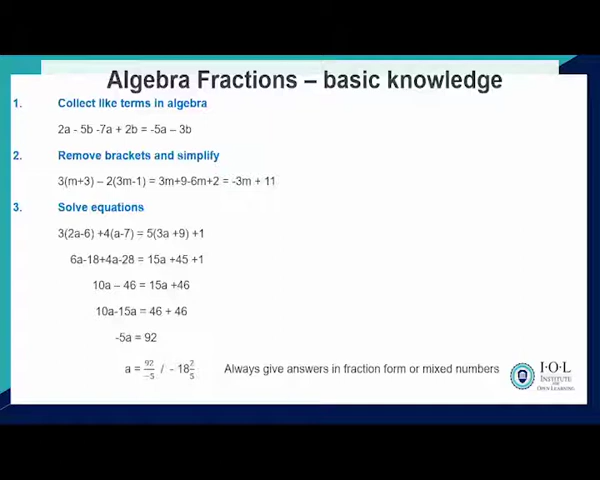 Algebra Fractions – basic knowledge
1. Collect like terms in algebra
2a - 5b -7a + 2b = -5a – 3b
2. Remove brackets and simplify
3(m+3) – 2(3m-1) = 3m+9-6m+2 = -3m + 11
3. Solve equations
3(2a-6) +4(a-7) = 5(3a +9) +1
6a-18+4a-28 = 15a +45 +1
10a – 46 = 15a +46
10a-15a = 46 + 46
-5a = 92
a = 92/-5 / - 18 2/5 Always give answers in fraction form or mixed numbers
I·O·L
INSTITUTE
FOR
OPEN LEARNING